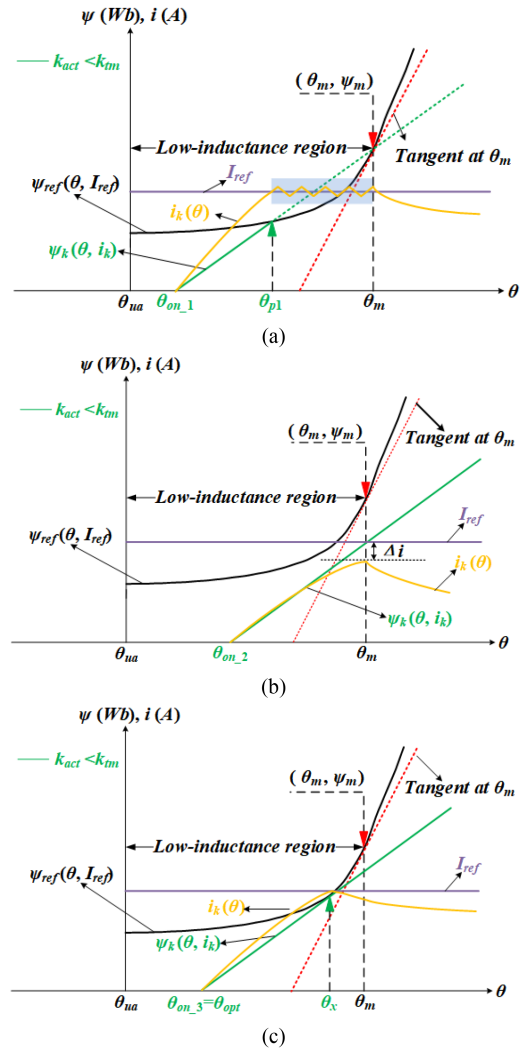 ψ (Wb), i (A)
k_act < k_tm
(θ_m, ψ_m)
Low-inductance region
Tangent at θ_m
ψ_ref(θ, I_ref)
I_ref
i_k(θ)
ψ_k(θ, i_k)
θ_ua
θ_on_1
θ_p1
θ_m
θ
(a)
ψ (Wb), i (A)
k_act < k_tm
Tangent at θ_m
(θ_m, ψ_m)
Low-inductance region
I_ref
ψ_ref(θ, I_ref)
Δi
i_k(θ)
ψ_k(θ, i_k)
θ_ua
θ_on_2
θ_m
θ
(b)
ψ (Wb), i (A)
k_act < k_tm
(θ_m, ψ_m)
Tangent at θ_m
Low-inductance region
ψ_ref(θ, I_ref)
I_ref
i_k(θ)
ψ_k(θ, i_k)
θ_ua
θ_on_3=θ_opt
θ_x
θ_m
θ
(c)